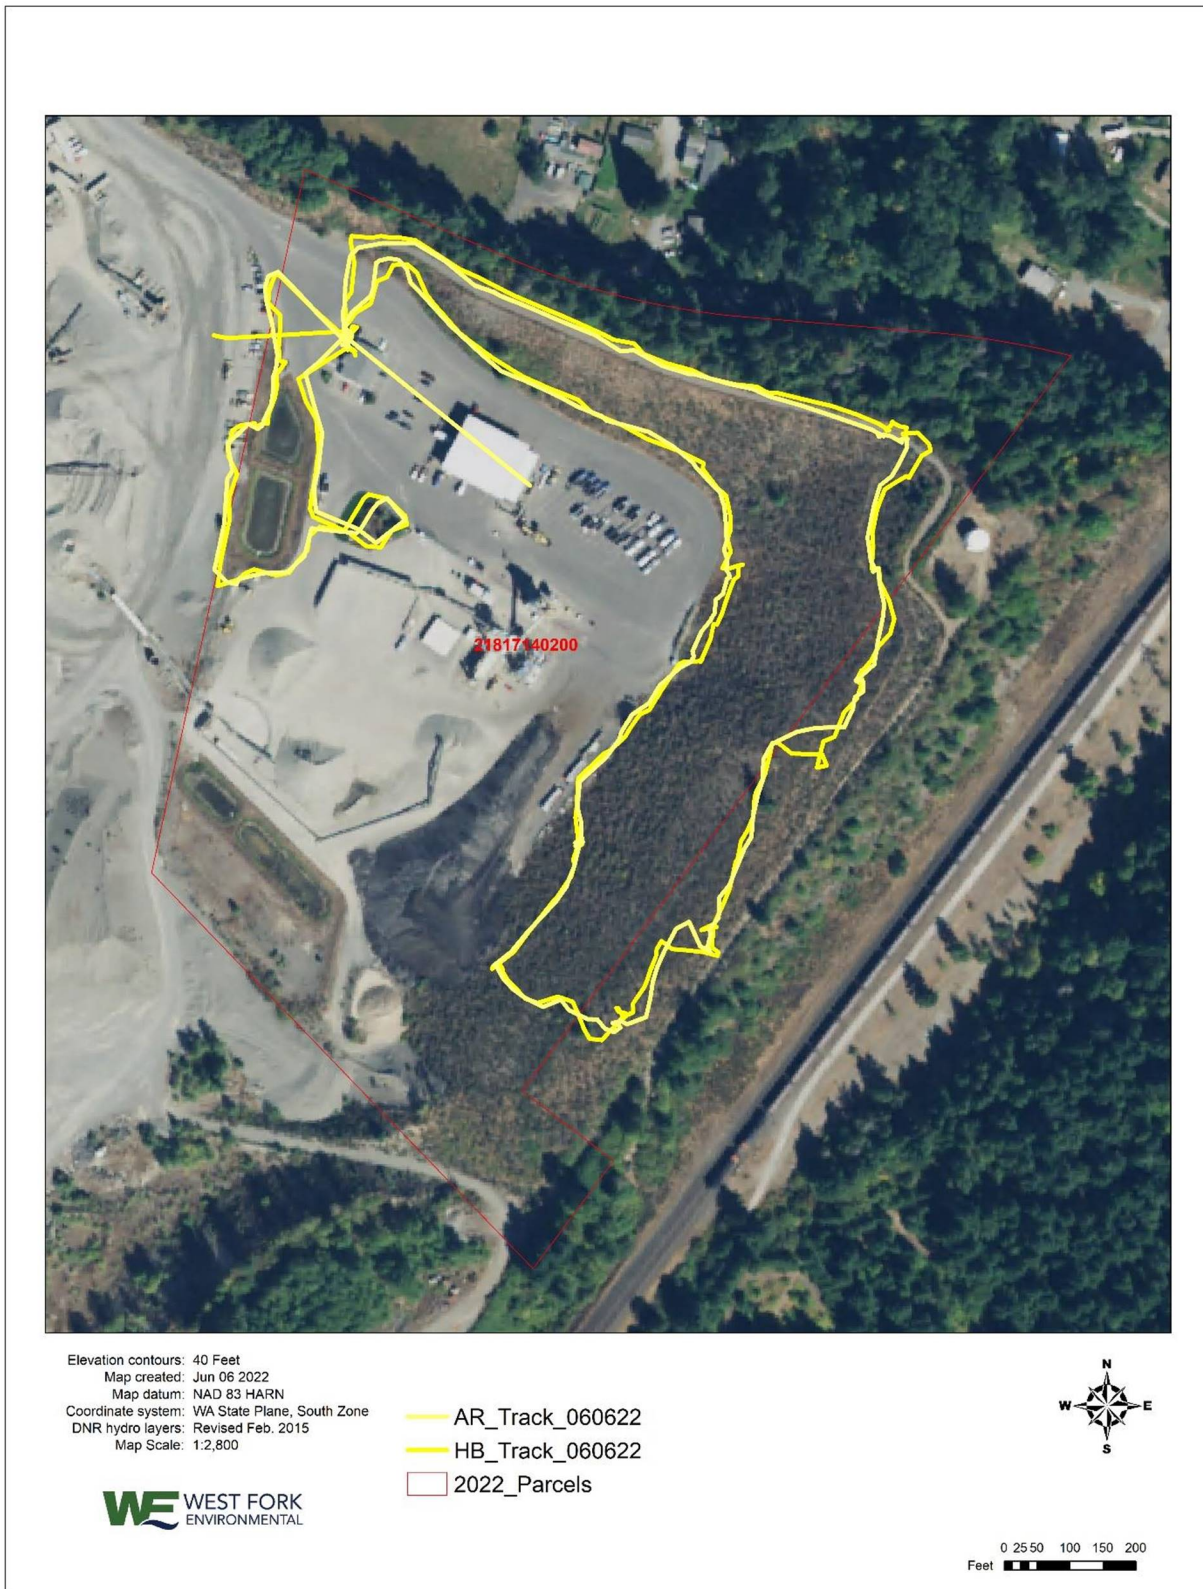 21817140200
Elevation contours: 40 Feet
Map created: Jun 06 2022
Map datum: NAD 83 HARN
Coordinate system: WA State Plane, South Zone
DNR hydro layers: Revised Feb. 2015
Map Scale: 1:2,800
AR_Track_060622
HB_Track_060622
2022_Parcels
N
W E
S
WF WEST FORK
ENVIRONMENTAL
0 25 50 100 150 200
Feet